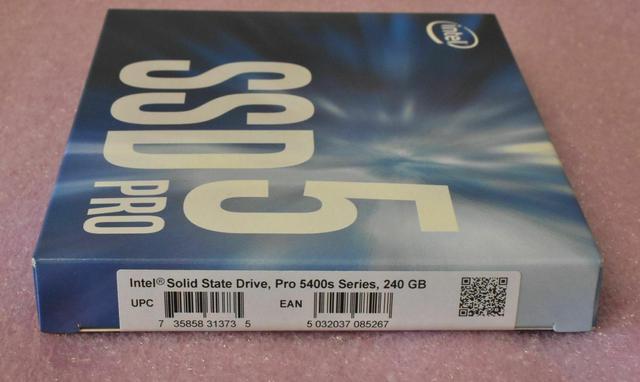 intel
SSD 5
PRO
Intel® Solid State Drive, Pro 5400s Series, 240 GB
UPC
7 35858 31373 5
EAN
5 032037 085267